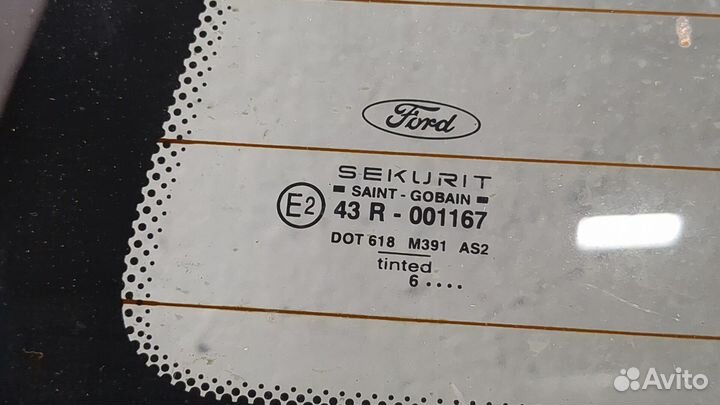 Ford
SEKURIT
SAINT - GOBAIN
E2 43 R - 001167
DOT 618 M391 AS2
tinted
6 ....
Avito